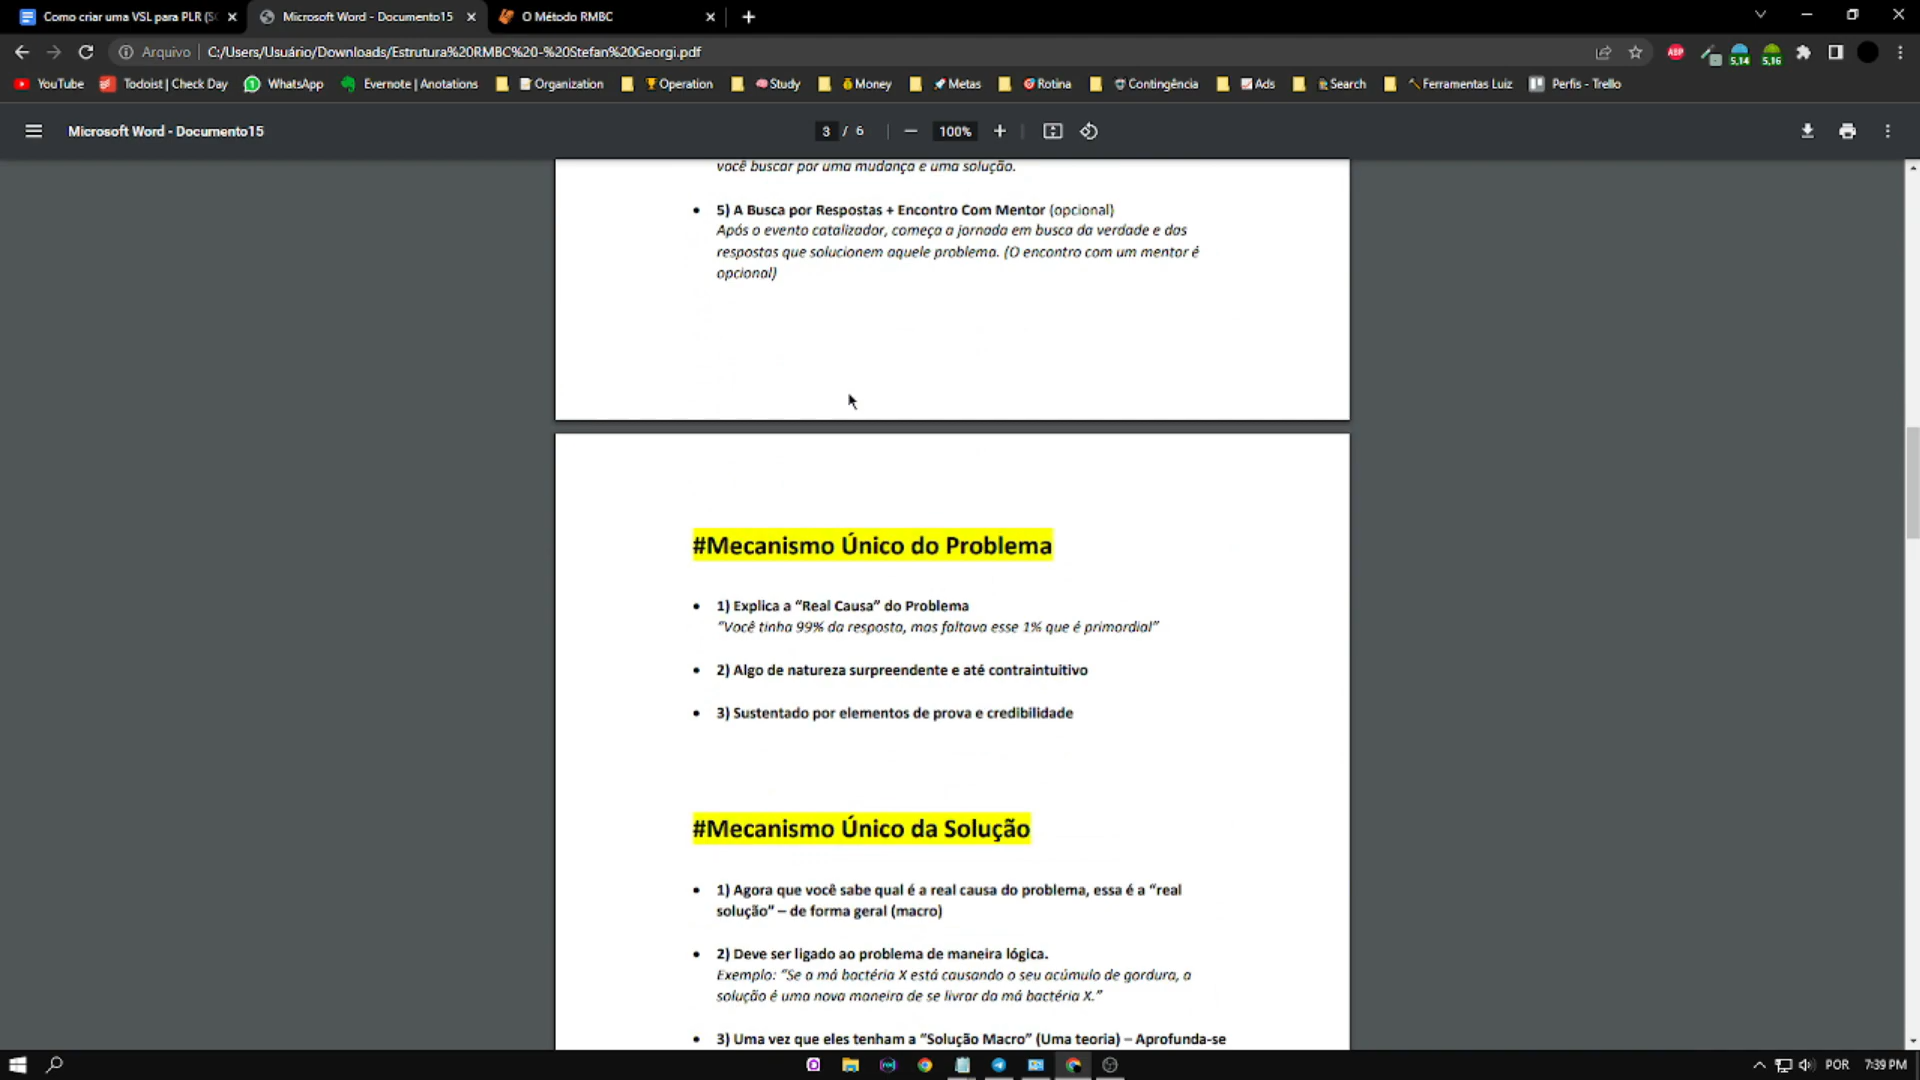 Como criar uma VSL para PLR (S
Microsoft Word - Documento15
O Método RMBC
Arquivo
C:/Users/Usuário/Downloads/Estrutura%20RMBC%20-%20Stefan%20Georgi.pdf
ABP
5,14
5,16
YouTube
Todoist | Check Day
WhatsApp
Evernote | Anotations
Organization
Operation
Study
Money
Metas
Rotina
Contingência
Ads
Search
Ferramentas Luiz
Perfis - Trello
Microsoft Word - Documento15
3 / 6
100%
você buscar por uma mudança e uma solução.
• 5) A Busca por Respostas + Encontro Com Mentor (opcional)
Após o evento catalizador, começa a jornada em busca da verdade e das
respostas que solucionem aquele problema. (O encontro com um mentor é
opcional)
#Mecanismo Único do Problema
• 1) Explica a “Real Causa” do Problema
“Você tinha 99% da resposta, mas faltava esse 1% que é primordial”
• 2) Algo de natureza surpreendente e até contraintuitivo
• 3) Sustentado por elementos de prova e credibilidade
#Mecanismo Único da Solução
• 1) Agora que você sabe qual é a real causa do problema, essa é a “real
solução” – de forma geral (macro)
• 2) Deve ser ligado ao problema de maneira lógica.
Exemplo: “Se a má bactéria X está causando o seu acúmulo de gordura, a
solução é uma nova maneira de se livrar da má bactéria X.”
• 3) Uma vez que eles tenham a “Solução Macro” (Uma teoria) – Aprofunda-se
POR
7:39 PM